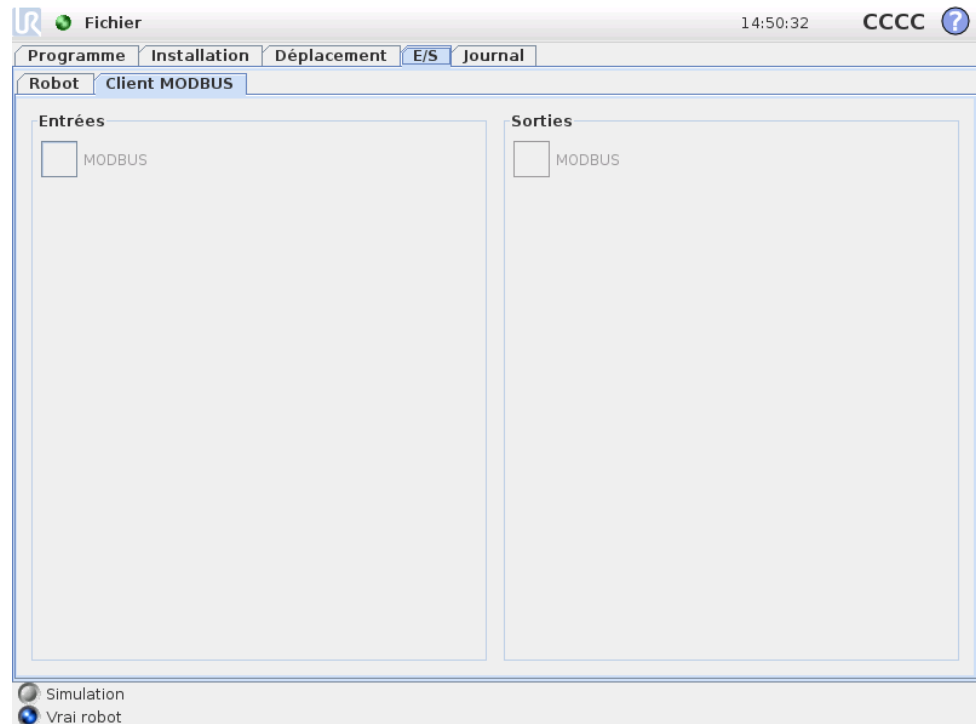 UR Fichier 14:50:32 CCCC ?
Programme Installation Déplacement E/S Journal
Robot Client MODBUS
Entrées Sorties
MODBUS MODBUS
Simulation
Vrai robot